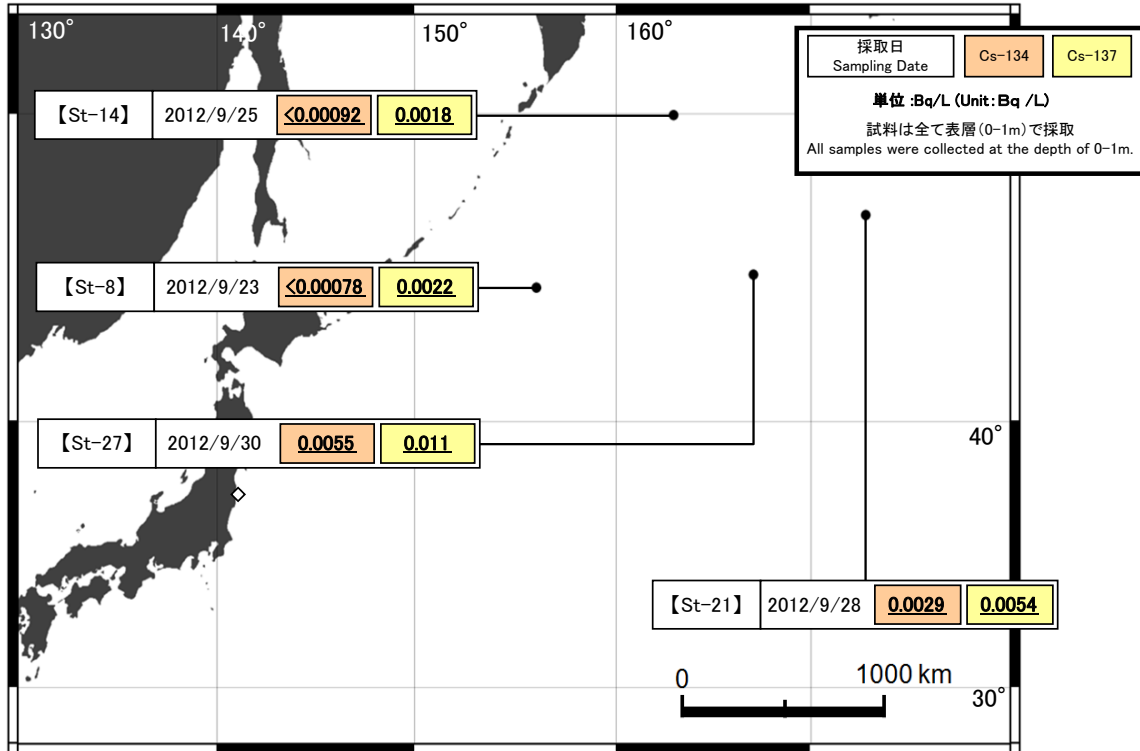 130° 140° 150° 160°
採取日
Sampling Date
Cs-134
Cs-137
単位 :Bq/L (Unit: Bq /L)
試料は全て表層(0-1m)で採取
All samples were collected at the depth of 0-1m.
【St-14】 2012/9/25 <0.00092 0.0018
【St-8】 2012/9/23 <0.00078 0.0022
【St-27】 2012/9/30 0.0055 0.011
40°
【St-21】 2012/9/28 0.0029 0.0054
0 1000 km
30°